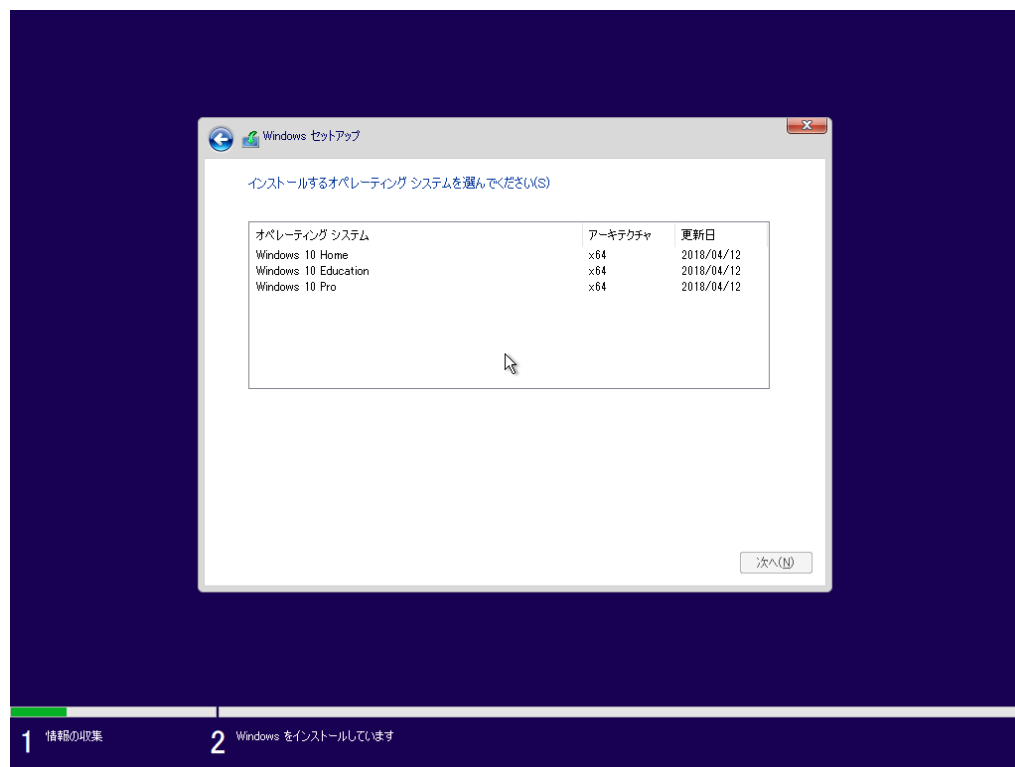 Windows セットアップ
インストールするオペレーティング システムを選んでください(S)
オペレーティング システム アーキテクチャ 更新日
Windows 10 Home x64 2018/04/12
Windows 10 Education x64 2018/04/12
Windows 10 Pro x64 2018/04/12
次へ(N)
1 情報の収集 2 Windows をインストールしています